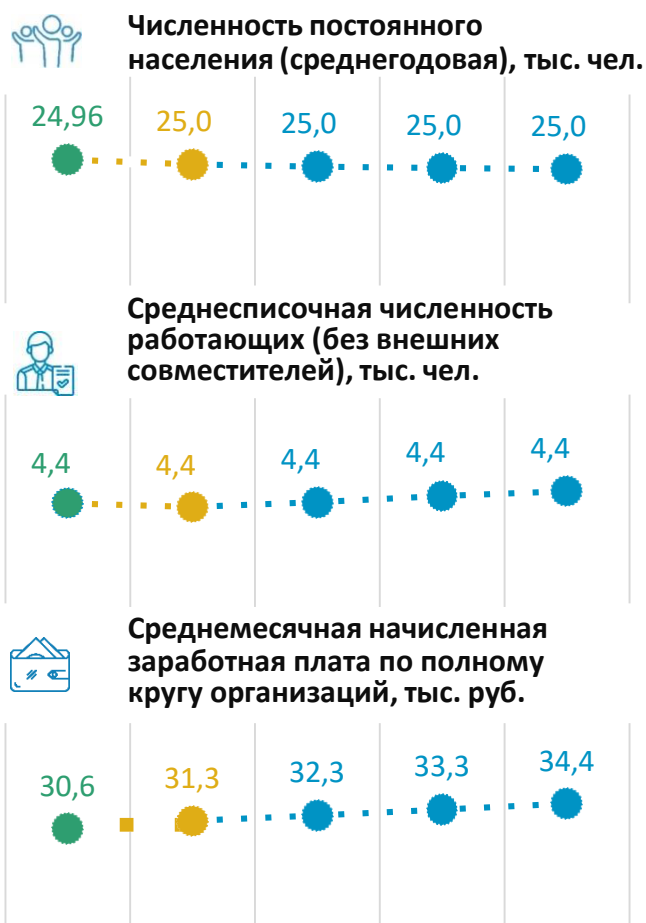 Численность постоянного
населения (среднегодовая), тыс. чел.
24,96 25,0 25,0 25,0 25,0
Среднесписочная численность
работающих (без внешних
совместителей), тыс. чел.
4,4 4,4 4,4 4,4 4,4
Среднемесячная начисленная
заработная плата по полному
кругу организаций, тыс. руб.
30,6 31,3 32,3 33,3 34,4